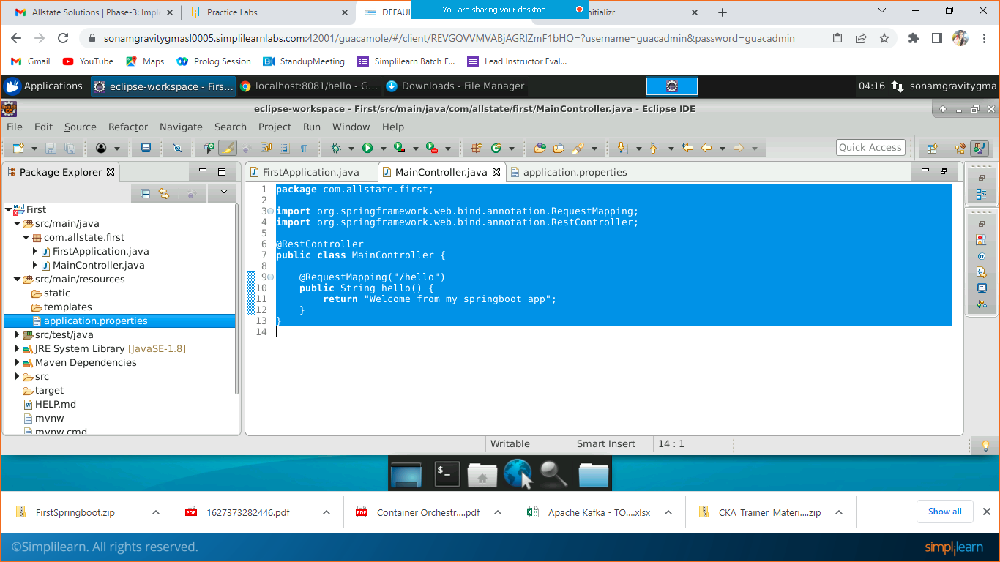 Allstate Solutions | Phase-3: Impl
Practice Labs
DEFAU
You are sharing your desktop
nitializr
sonamgravitygmasl0005.simplilearnlabs.com:42001/guacamole/#/client/REVGQVVMVABjAGRlZmF1bHQ=?username=guacadmin&password=guacadmin
Gmail
YouTube
Maps
Prolog Session
StandupMeeting
Simplilearn Batch F...
Lead Instructor Eval...
Applications
eclipse-workspace - Firs...
localhost:8081/hello - G...
Downloads - File Manager
04:16
sonamgravitygma
eclipse-workspace - First/src/main/java/com/allstate/first/MainController.java - Eclipse IDE
File Edit Source Refactor Navigate Search Project Run Window Help
Quick Access
Package Explorer
FirstApplication.java
MainController.java
application.properties
First
src/main/java
com.allstate.first
FirstApplication.java
MainController.java
src/main/resources
static
templates
application.properties
src/test/java
JRE System Library [JavaSE-1.8]
Maven Dependencies
src
target
HELP.md
mvnw
mvnw.cmd
1 package com.allstate.first;
2
3 import org.springframework.web.bind.annotation.RequestMapping;
4 import org.springframework.web.bind.annotation.RestController;
5
6 @RestController
7 public class MainController {
8
9 @RequestMapping("/hello")
10 public String hello() {
11 return "Welcome from my springboot app";
12 }
13 }
14
Writable
Smart Insert
14 : 1
FirstSpringboot.zip
1627373282446.pdf
Container Orchestr....pdf
Apache Kafka - TO....xlsx
CKA_Trainer_Materi....zip
Show all
©Simplilearn. All rights reserved.
simplilearn